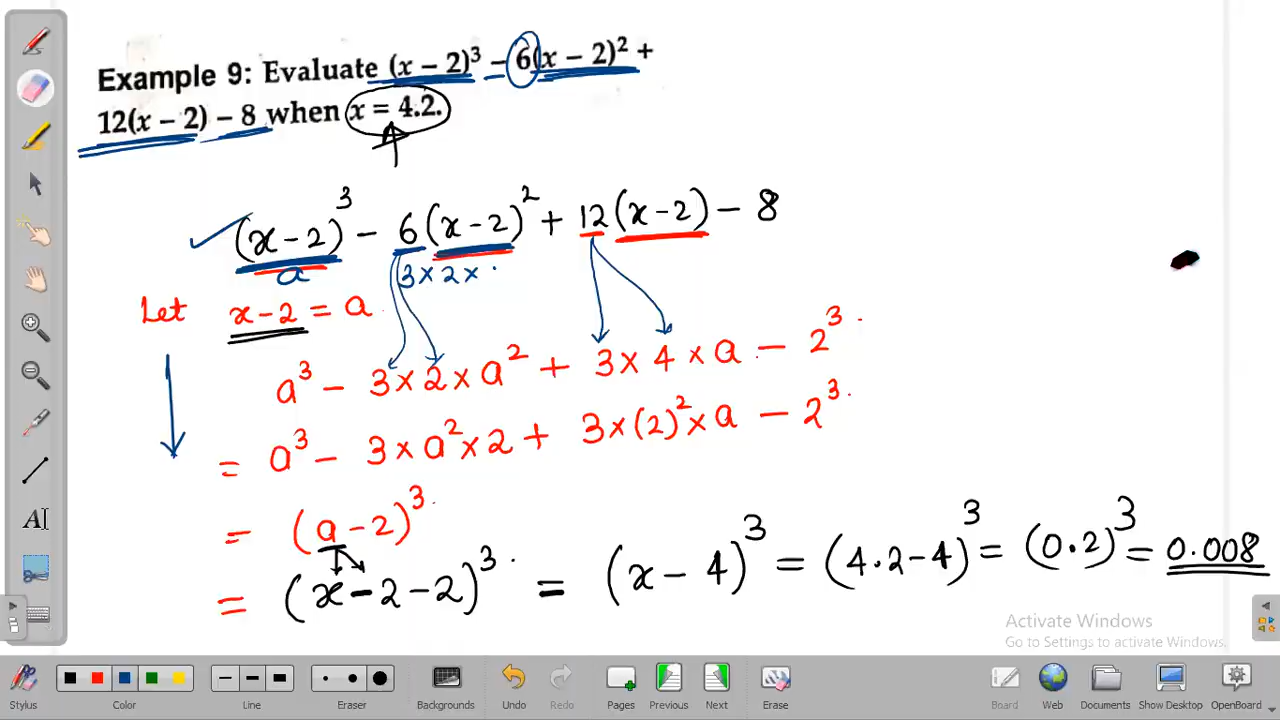 Example 9: Evaluate (x − 2)³ − 6(x − 2)² +
12(x − 2) − 8 when x = 4.2.
(x-2)³ - 6(x-2)² + 12(x-2) - 8
a
3×2×
Let x-2 = a
a³ - 3×2×a² + 3×4×a - 2³
= a³ - 3×a²×2 + 3×(2)²×a - 2³
= (a-2)³
= (x-2-2)³ = (x-4)³ = (4.2-4)³ = (0.2)³ = 0.008
Activate Windows
Go to Settings to activate Windows.
AI
Stylus Color Line Eraser Backgrounds Undo Redo Pages Previous Next Erase Board Web Documents Show Desktop OpenBoard